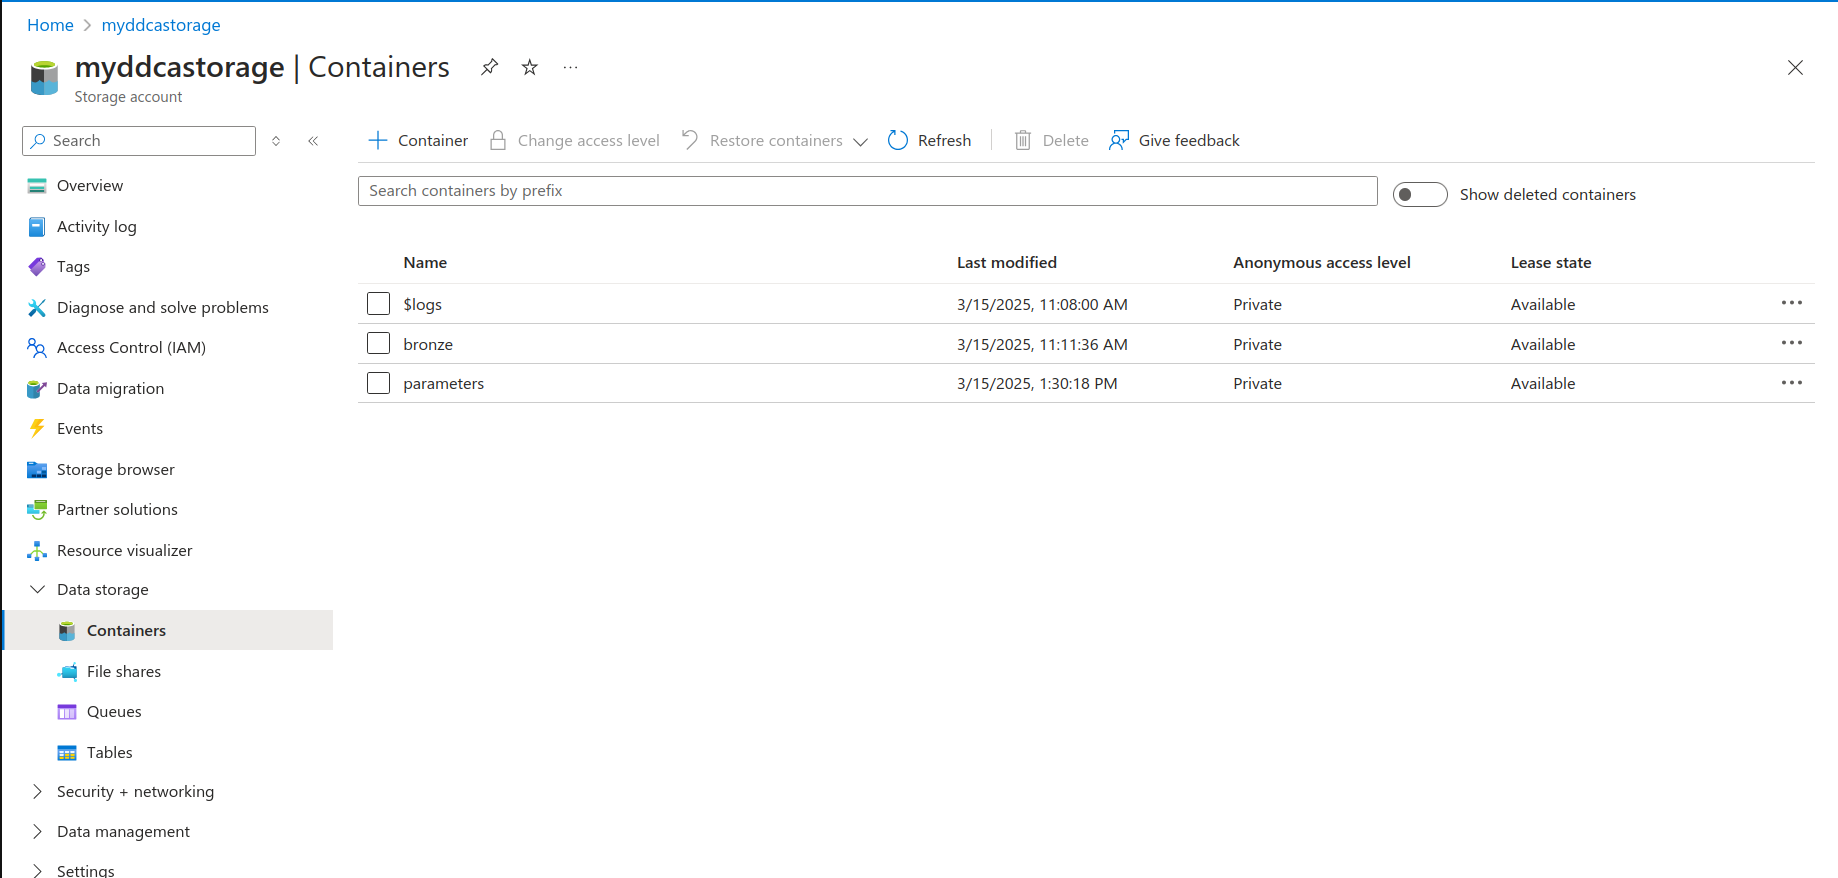 Home > myddcastorage
myddcastorage | Containers
Storage account
Search
Container
Change access level
Restore containers
Refresh
Delete
Give feedback
Overview
Activity log
Tags
Diagnose and solve problems
Access Control (IAM)
Data migration
Events
Storage browser
Partner solutions
Resource visualizer
Data storage
Containers
File shares
Queues
Tables
Security + networking
Data management
Settings
Search containers by prefix
Show deleted containers
Name Last modified Anonymous access level Lease state
$logs 3/15/2025, 11:08:00 AM Private Available
bronze 3/15/2025, 11:11:36 AM Private Available
parameters 3/15/2025, 1:30:18 PM Private Available